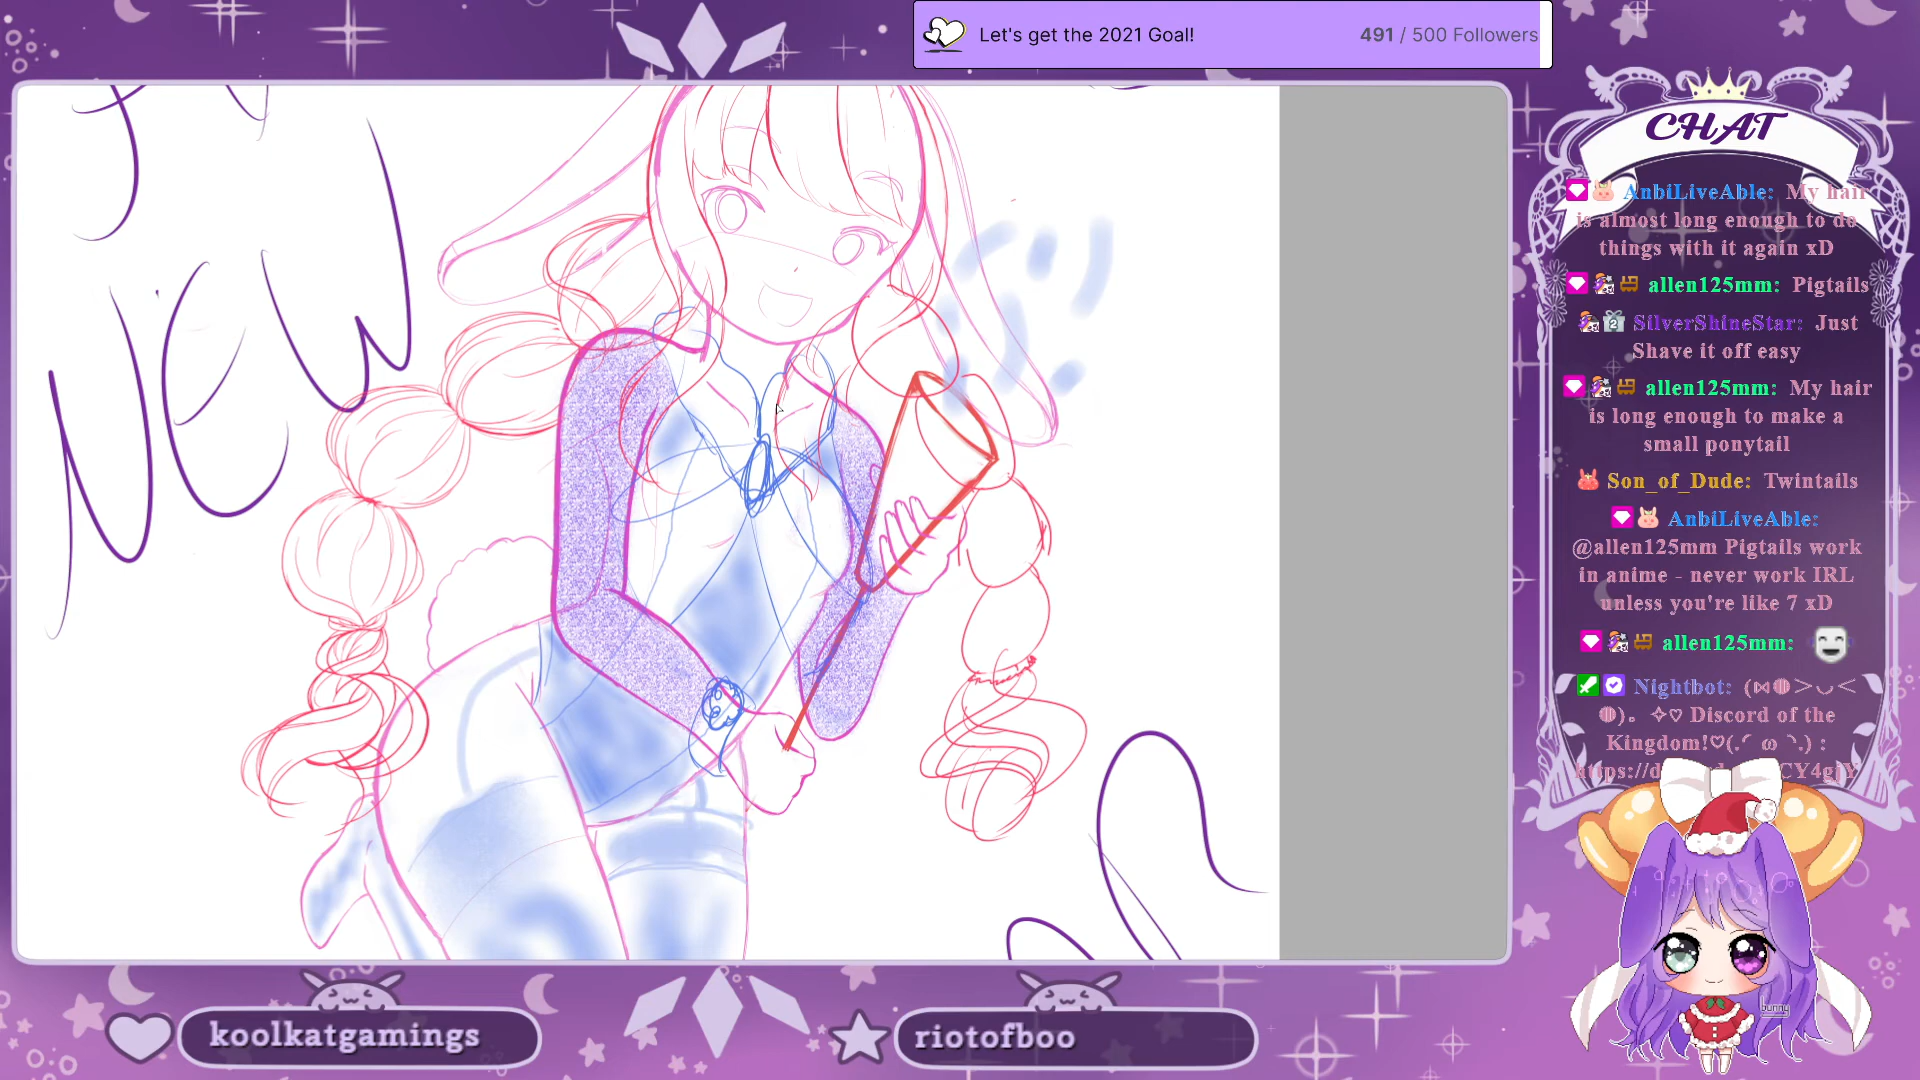 Let's get the 2021 Goal!
491 / 500 Followers
NEW
CHAT
AnbiLiveAble: My hair
is almost long enough to do
things with it again xD
allen125mm: Pigtails
SilverShineStar: Just
Shave it off easy
allen125mm: My hair
is long enough to make a
small ponytail
Son_of_Dude: Twintails
AnbiLiveAble:
@allen125mm Pigtails work
in anime - never work IRL
unless you're like 7 xD
allen125mm:
Nightbot:
Discord of the
Kingdom!
bunny
koolkatgamings
riotofboo